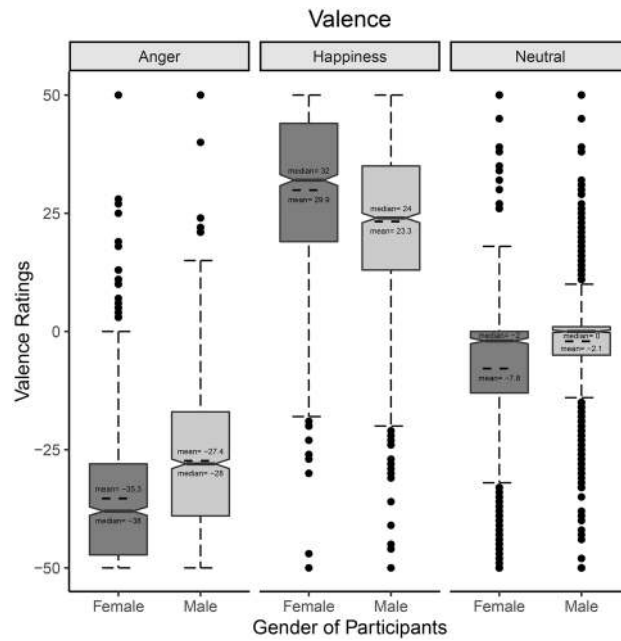 Valence
Anger Happiness Neutral
Valence Ratings
50
25
0
−25
−50
mean= −35.5
median= −38
mean= −27.4
median= −28
median= 32
mean= 29.9
median= 24
mean= 23.3
median= −2
mean= −7.8
median= 0
mean= −2.1
Female Male Female Male Female Male
Gender of Participants